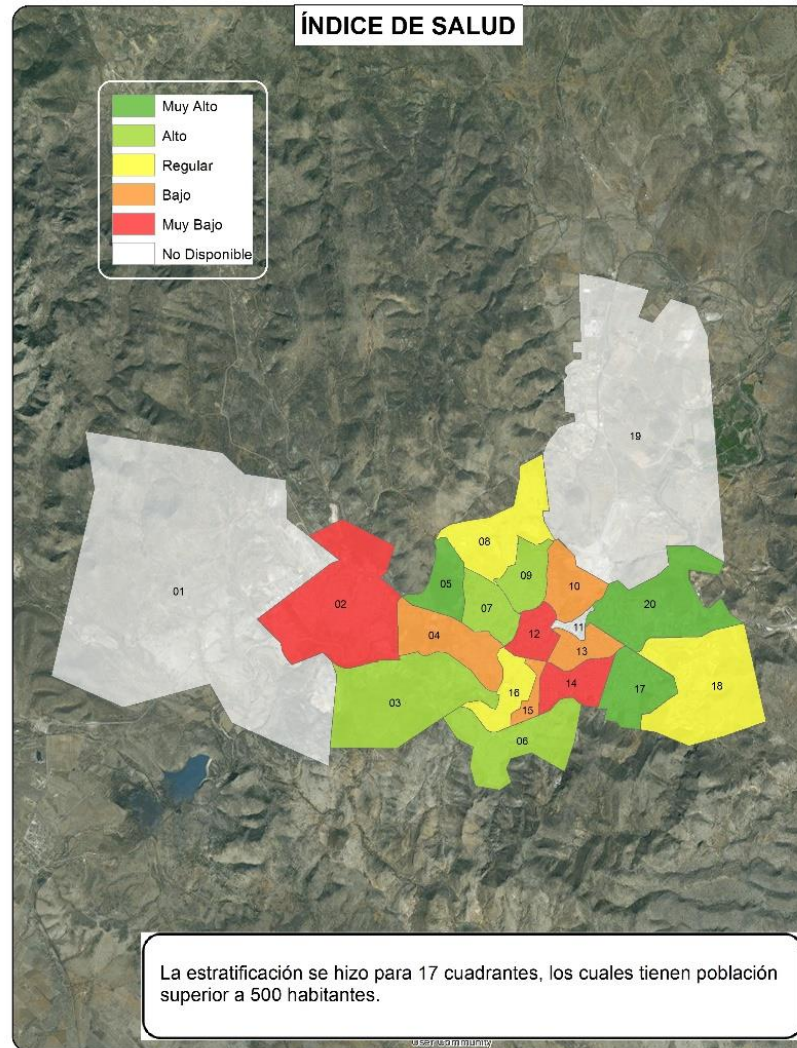 ÍNDICE DE SALUD
Muy Alto
Alto
Regular
Bajo
Muy Bajo
No Disponible
19
08
01
05
09
10
02
07
20
11
12
04
13
16
14
17
18
03
15
06
La estratificación se hizo para 17 cuadrantes, los cuales tienen población
superior a 500 habitantes.
User Community